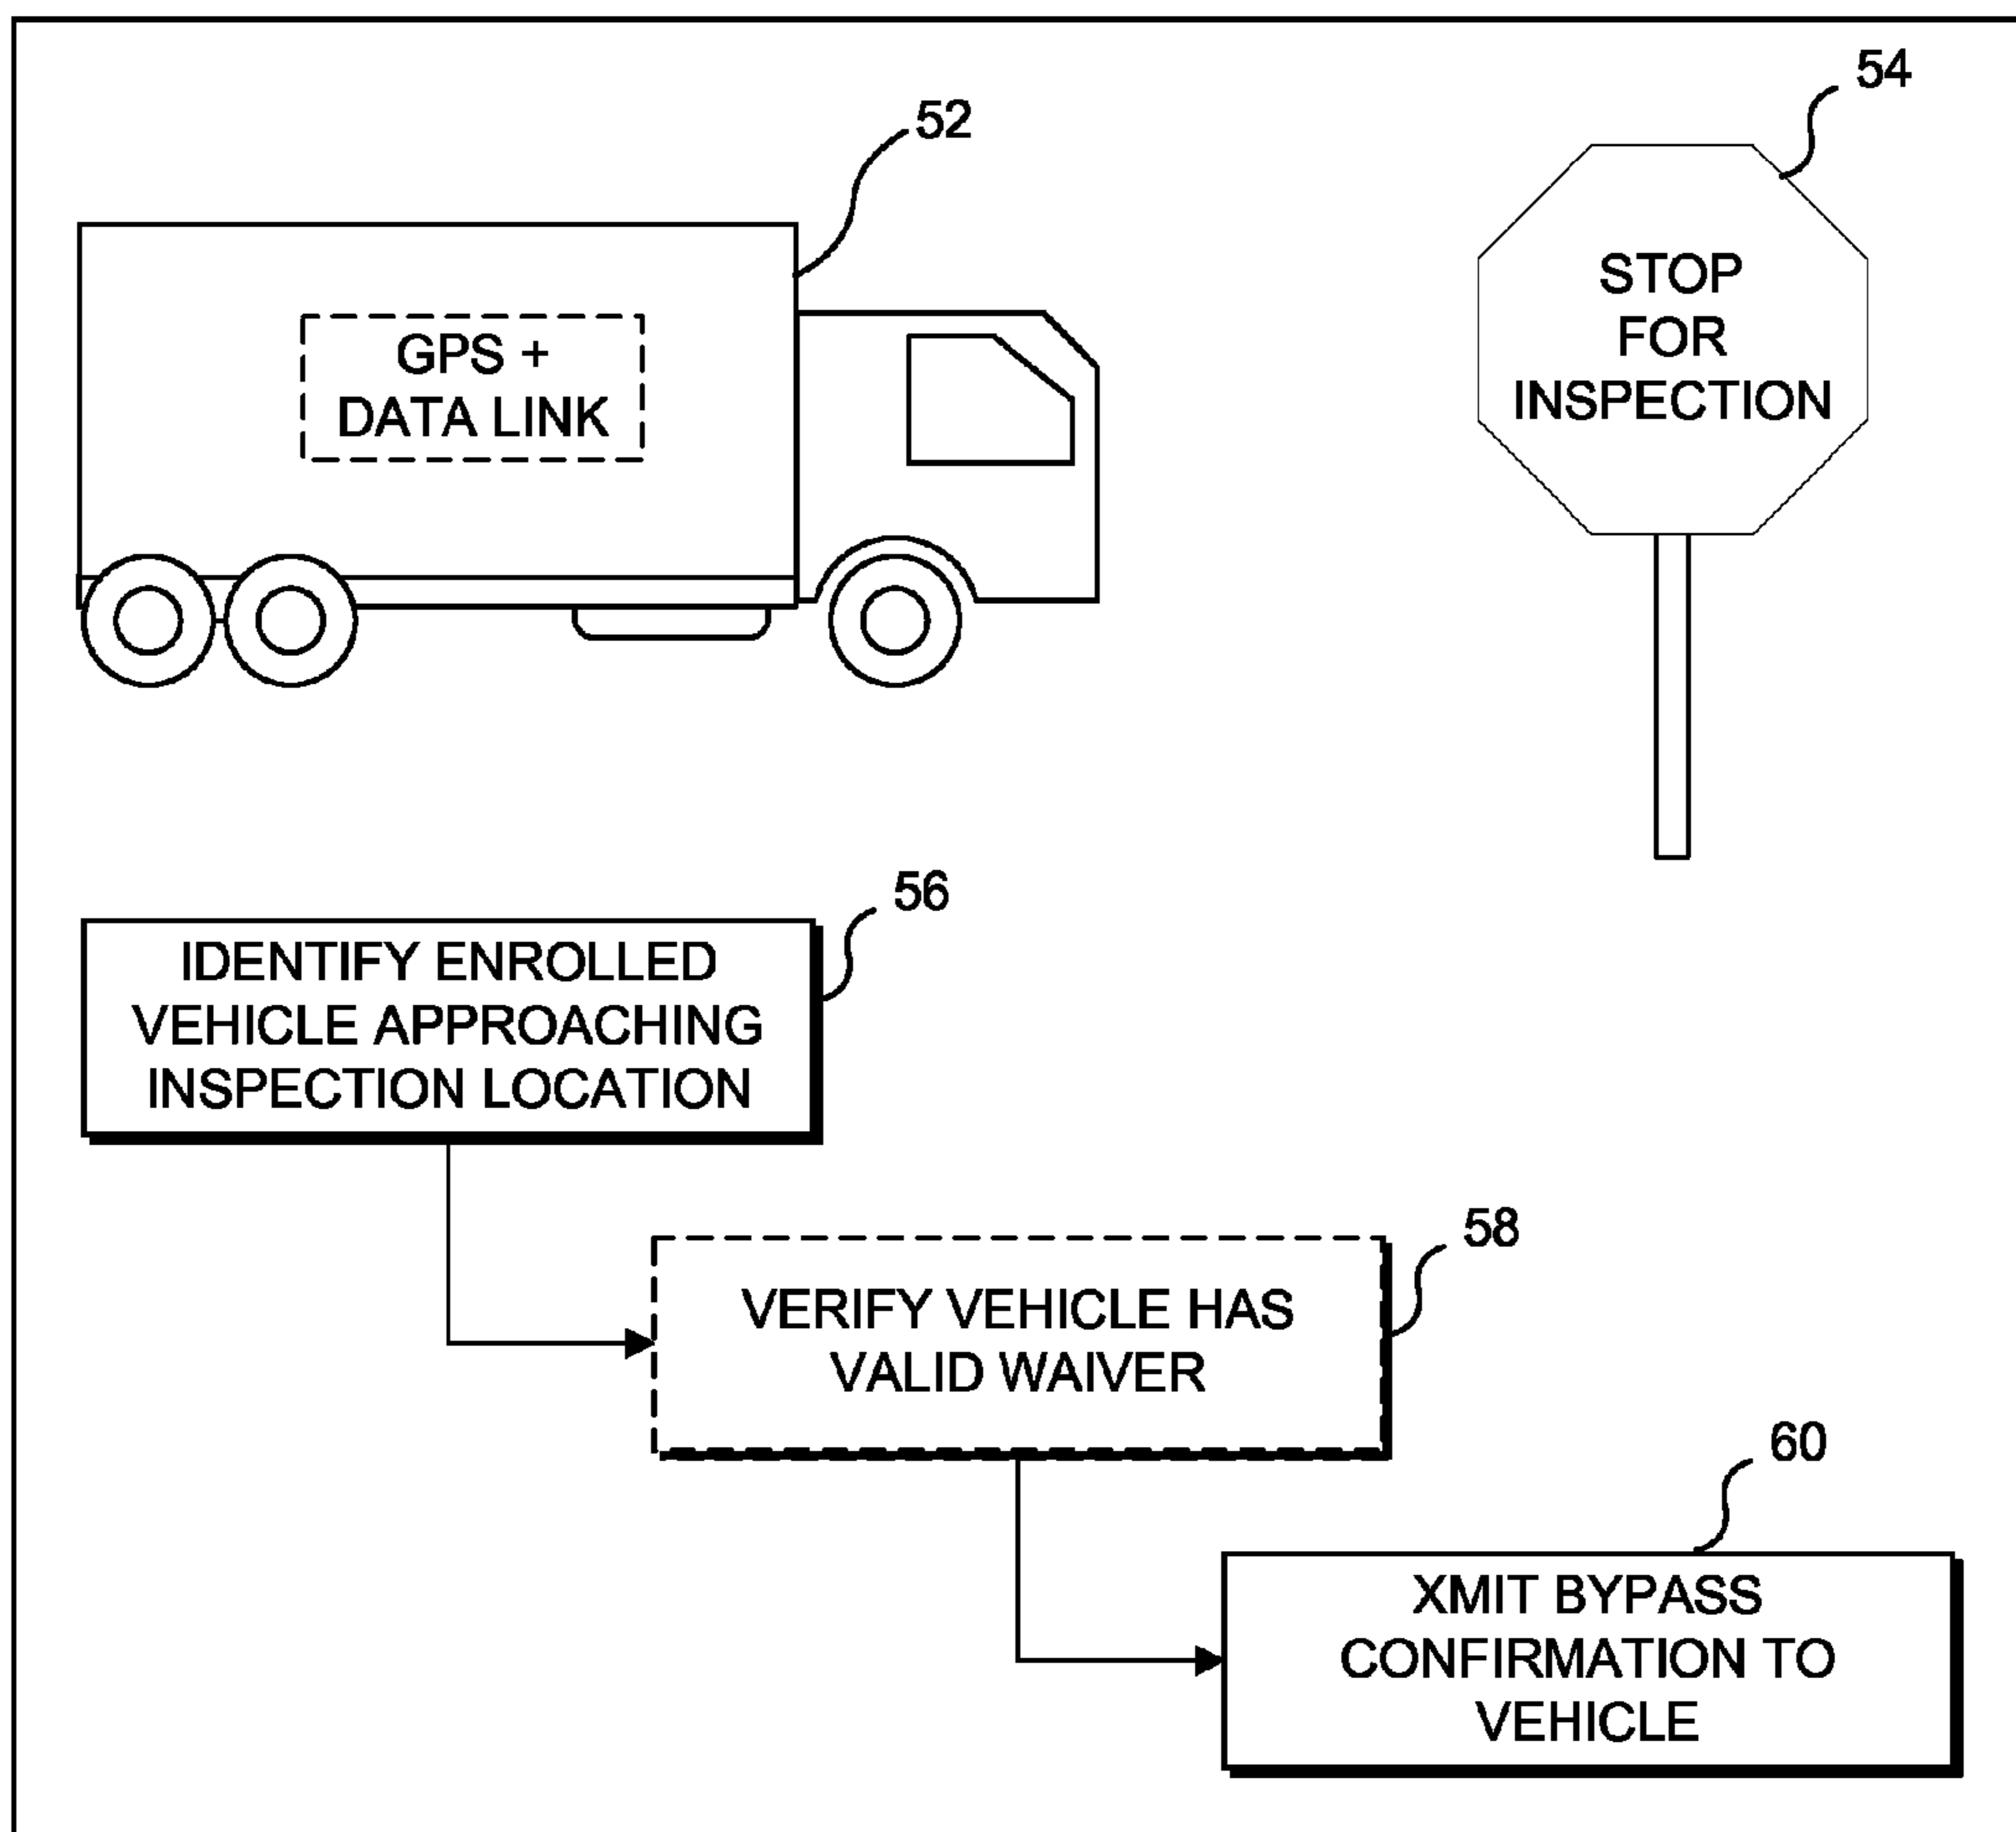 54
52
STOP
FOR
INSPECTION
GPS +
DATA LINK
56
IDENTIFY ENROLLED
VEHICLE APPROACHING
INSPECTION LOCATION
58
VERIFY VEHICLE HAS
VALID WAIVER
60
XMIT BYPASS
CONFIRMATION TO
VEHICLE